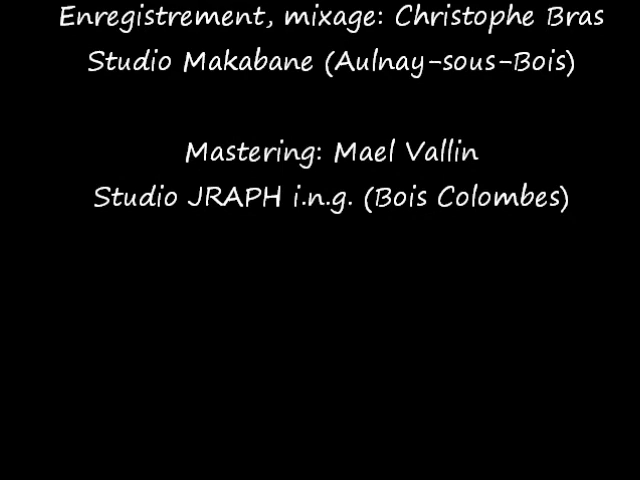 Enregistrement, mixage: Christophe Bras
Studio Makabane (Aulnay-sous-Bois)
Mastering: Mael Vallin
Studio JRAPH i.n.g. (Bois Colombes)